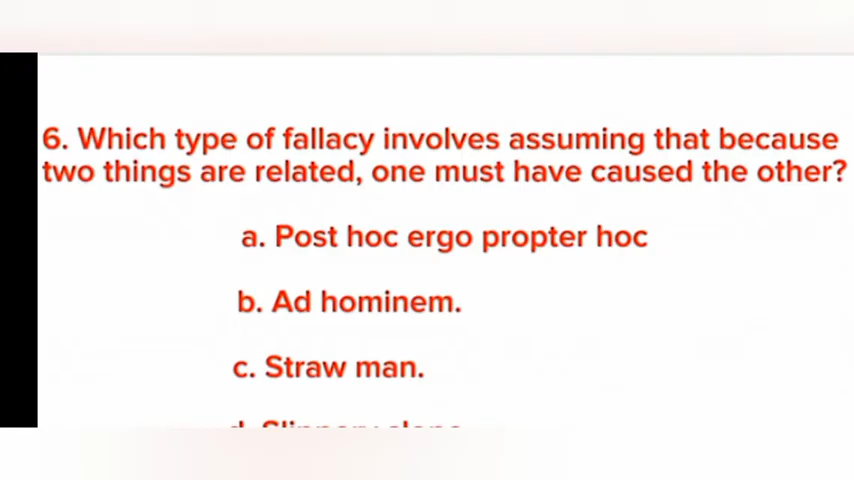 6. Which type of fallacy involves assuming that because
two things are related, one must have caused the other?
a. Post hoc ergo propter hoc
b. Ad hominem.
c. Straw man.